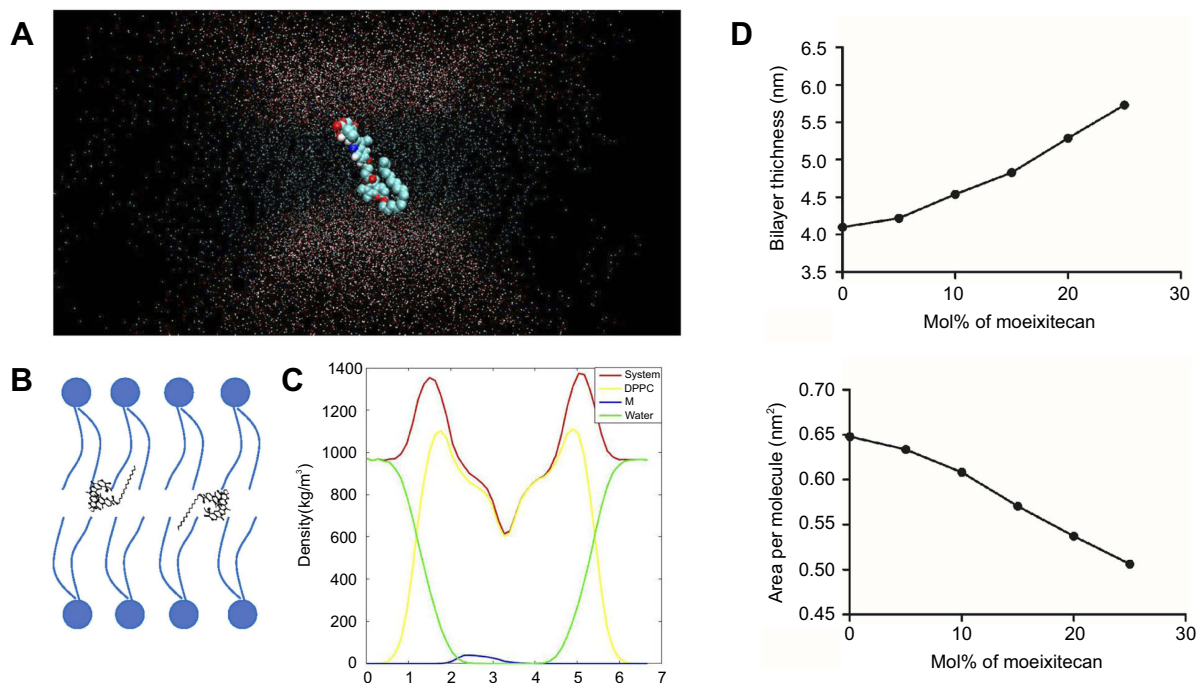 A
B
C
1400
1200
1000
800
600
400
200
0
Density(kg/m³)
0 1 2 3 4 5 6 7
System
DPPC
M
Water
D
6.5
6.0
5.5
5.0
4.5
4.0
3.5
Bilayer thichness (nm)
0 10 20 30
Mol% of moeixitecan
0.70
0.65
0.60
0.55
0.50
0.45
Area per molecule (nm²)
0 10 20 30
Mol% of moeixitecan